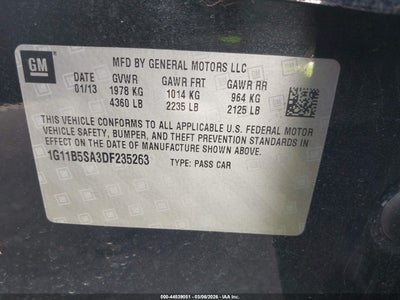 GM
MFD BY GENERAL MOTORS LLC
DATE GVWR GAWR FRT GAWR RR
01/13 1978 KG 1014 KG 964 KG
4360 LB 2235 LB 2125 LB
THIS VEHICLE CONFORMS TO ALL APPLICABLE U.S. FEDERAL MOTOR
VEHICLE SAFETY, BUMPER, AND THEFT PREVENTION STANDARDS IN
EFFECT ON THE DATE OF MANUFACTURE SHOWN ABOVE.
1G11B5SA3DF235263 TYPE: PASS CAR
000-44939051 - 03/06/2026 - IAA Inc.